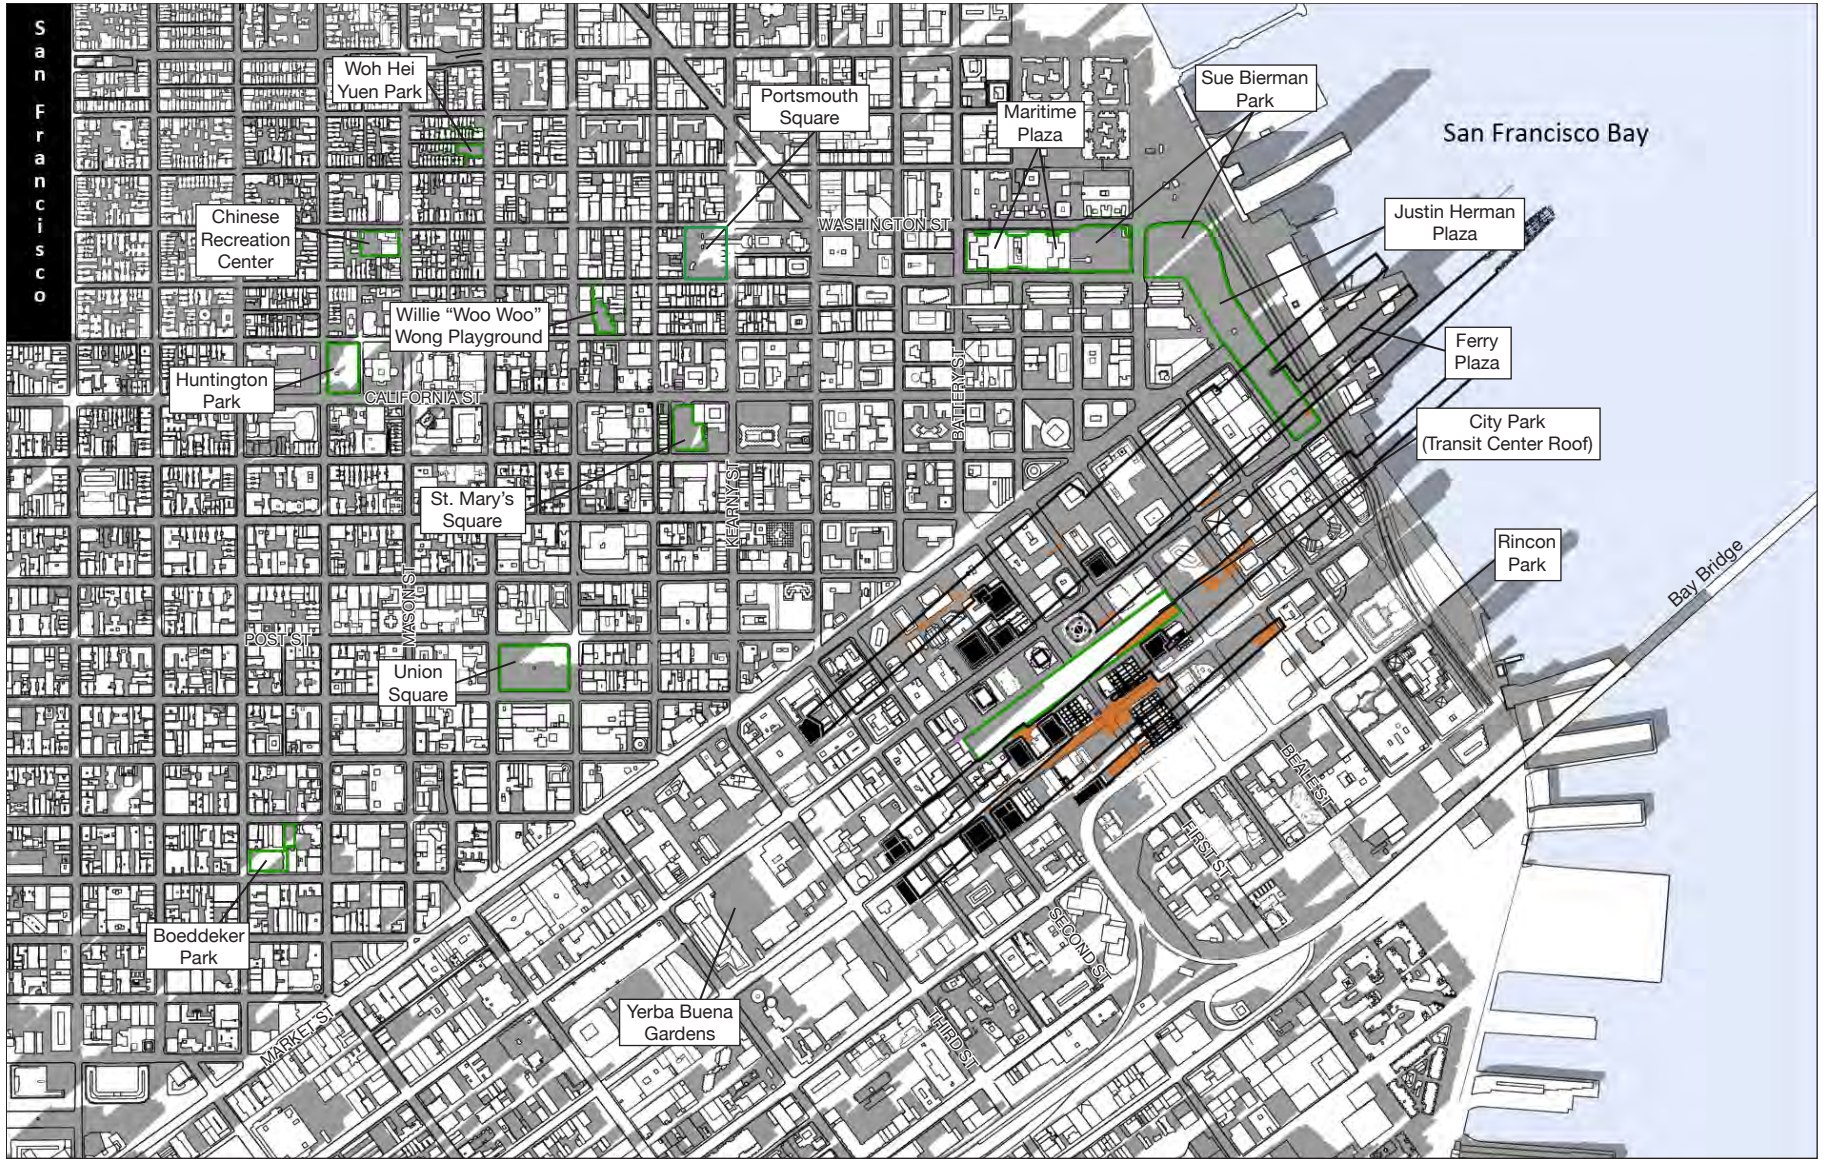 San Francisco
Woh Hei
Yuen Park
Portsmouth
Square
Maritime
Plaza
Sue Bierman
Park
San Francisco Bay
Chinese
Recreation
Center
WASHINGTON ST
Justin Herman
Plaza
Willie “Woo Woo”
Wong Playground
Ferry
Plaza
Huntington
Park
CALIFORNIA ST
BATTERY ST
City Park
(Transit Center Roof)
St. Mary’s
Square
KEARNY ST
Rincon
Park
Bay Bridge
MASON ST
POST ST
Union
Square
BEALE ST
FIRST ST
Boeddeker
Park
SECOND ST
Yerba Buena
Gardens
MARKET ST
THIRD ST